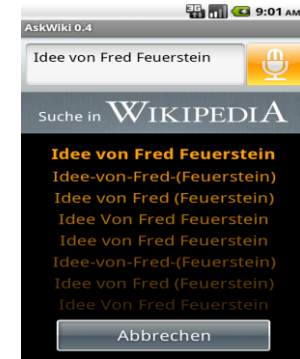 3G 9:01 AM
AskWiki 0.4
Idee von Fred Feuerstein
Suche in WIKIPEDIA
Idee von Fred Feuerstein
Idee-von-Fred-(Feuerstein)
Idee von Fred (Feuerstein)
Idee Von Fred Feuerstein
Idee von Fred Feuerstein
Idee-von-Fred-(Feuerstein)
Idee von Fred (Feuerstein)
Idee Von Fred Feuerstein
Abbrechen